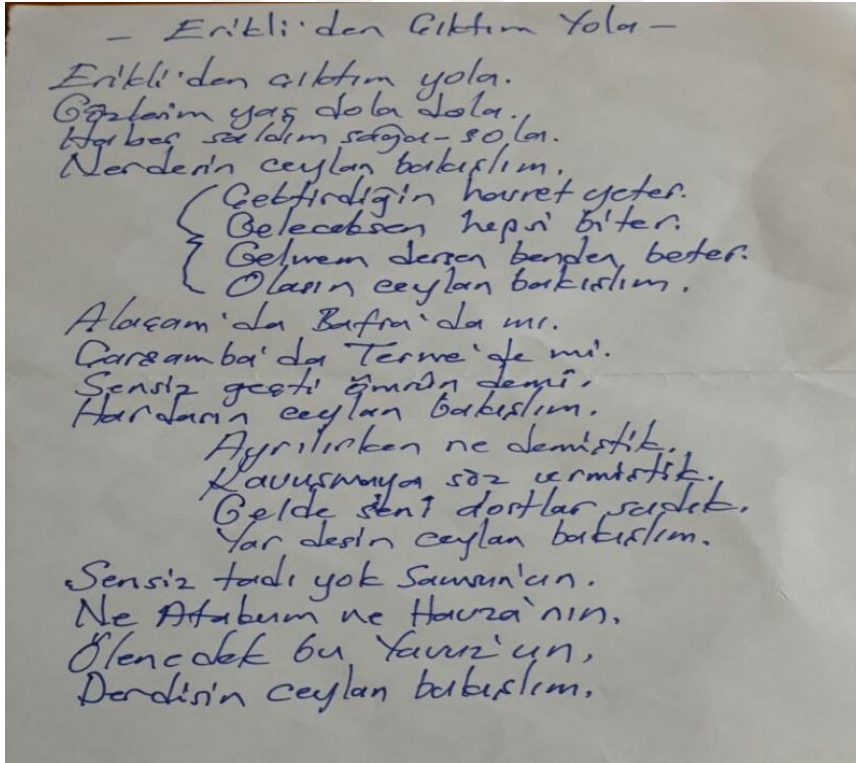 - Erikli'den Çıktım Yola -
Erikli'den çıktım yola.
Gözlerim yaş dola dola.
Haber saldım sağa-sola.
Nerdesin ceylan bakışlım.
Çektirdiğin hasret yeter.
Geleceksen hepsi biter.
Gelmem dersen benden beter.
Olasın ceylan bakışlım.
Alaçam'da Bafra'da mı.
Çarşamba'da Terme'de mi.
Sensiz geçti ömrün demi.
Hardasın ceylan bakışlım.
Ayrılırken ne demiştik.
Kavuşmaya söz vermiştik.
Gelde seni dostlar sadık.
Yar desin ceylan bakışlım.
Sensiz tadı yok Samsun'un.
Ne Atakum ne Havza'nın.
Ölenedek bu Yavuz'un,
Derdisin ceylan bakışlım.